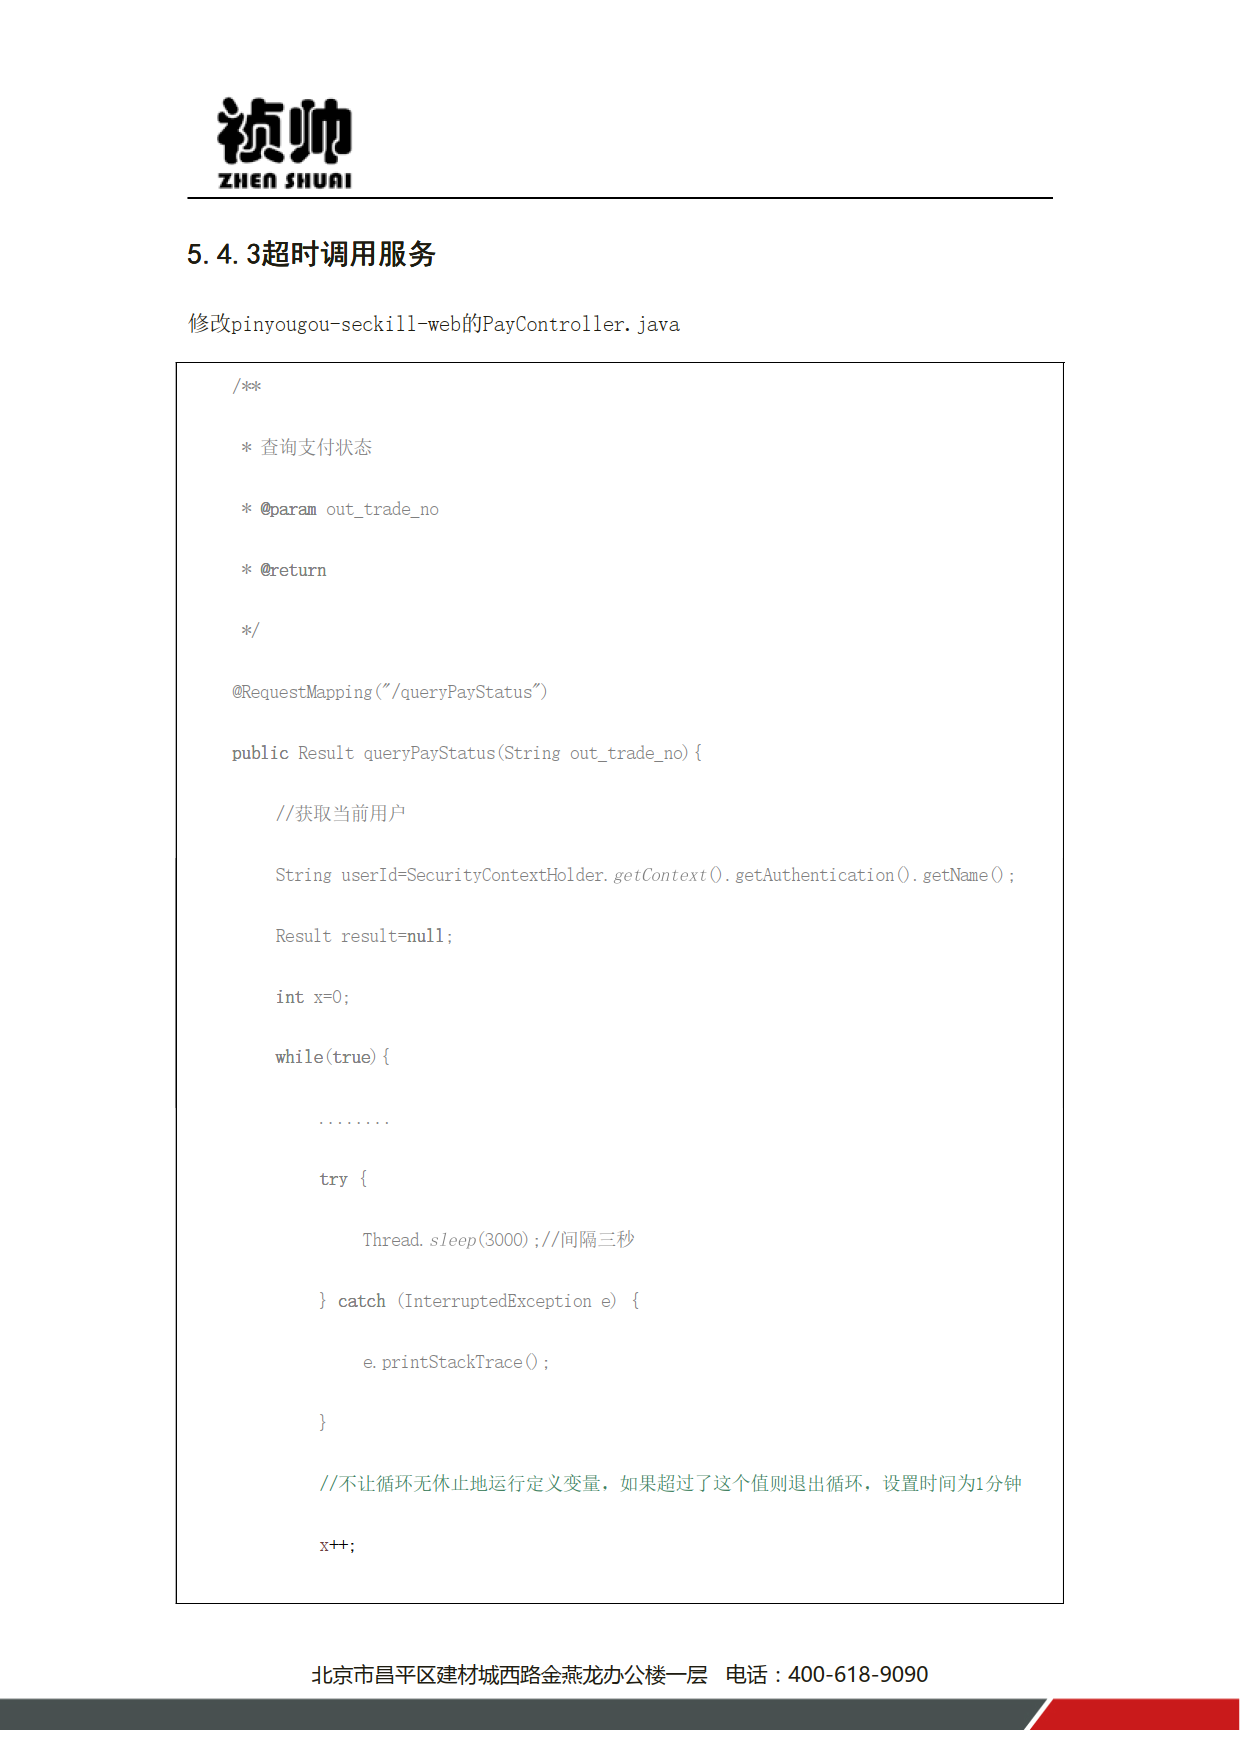 祯帅
ZHEN SHUAI
5.4.3超时调用服务
修改pinyougou-seckill-web的PayController.java
/**
* 查询支付状态
* @param out_trade_no
* @return
*/
@RequestMapping("/queryPayStatus")
public Result queryPayStatus(String out_trade_no){
//获取当前用户
String userId=SecurityContextHolder.getContext().getAuthentication().getName();
Result result=null;
int x=0;
while(true){
........
try {
Thread.sleep(3000);//间隔三秒
} catch (InterruptedException e) {
e.printStackTrace();
}
//不让循环无休止地运行定义变量，如果超过了这个值则退出循环，设置时间为1分钟
x++;
北京市昌平区建材城西路金燕龙办公楼一层 电话：400-618-9090